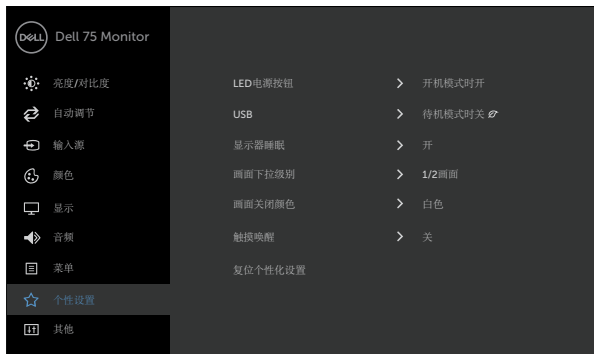 DELL Dell 75 Monitor
亮度/对比度
自动调节
输入源
颜色
显示
音频
菜单
个性设置
其他
LED电源按钮 开机模式时开
USB 待机模式时关
显示器睡眠 开
画面下拉级别 1/2画面
画面关闭颜色 白色
触摸唤醒 关
复位个性化设置